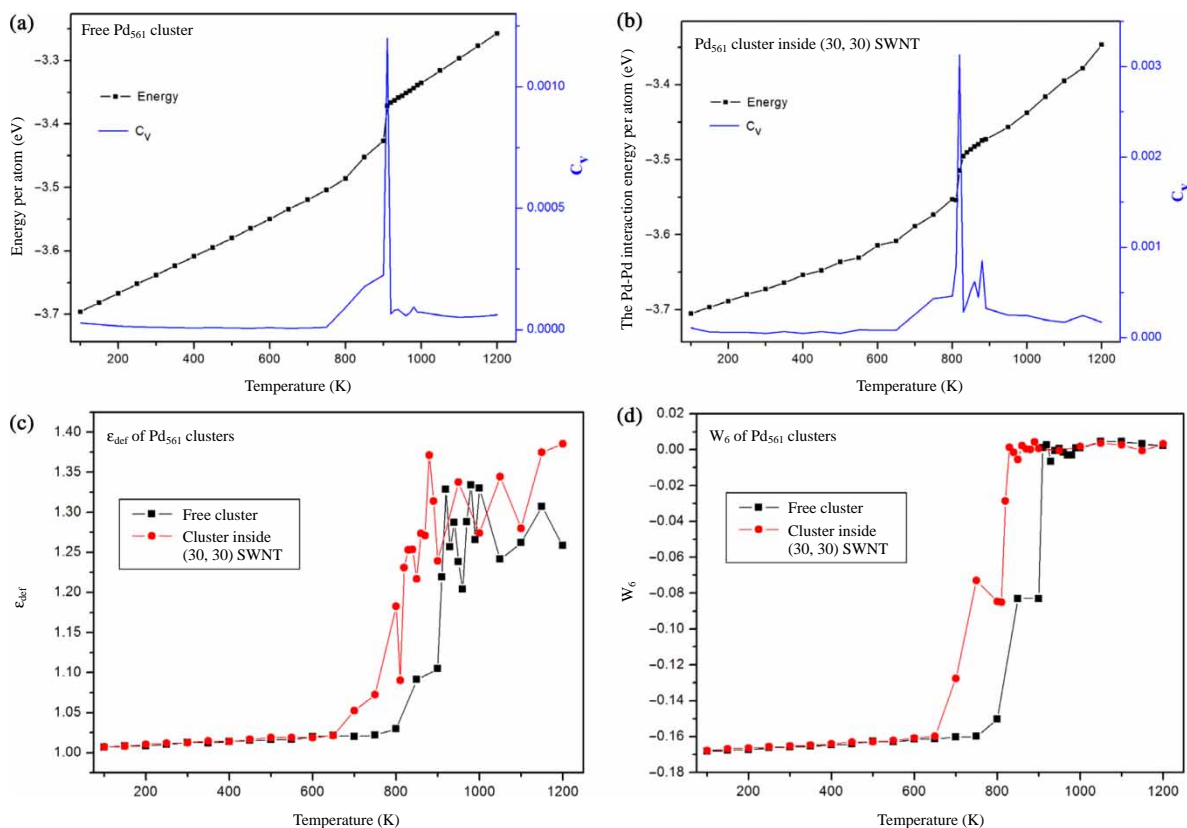 (a)
Free Pd561 cluster
Energy
CV
Energy per atom (eV)
−3.3
−3.4
−3.5
−3.6
−3.7
0.0010
0.0005
0.0000
Cv
200 400 600 800 1000 1200
Temperature (K)
(b)
Pd561 cluster inside (30, 30) SWNT
Energy
CV
The Pd-Pd interaction energy per atom (eV)
−3.4
−3.5
−3.6
−3.7
0.003
0.002
0.001
0.000
Cv
200 400 600 800 1000 1200
Temperature (K)
(c)
εdef of Pd561 clusters
Free cluster
Cluster inside
(30, 30) SWNT
εdef
1.40
1.35
1.30
1.25
1.20
1.15
1.10
1.05
1.00
200 400 600 800 1000 1200
Temperature (K)
(d)
W6 of Pd561 clusters
Free cluster
Cluster inside
(30, 30) SWNT
W6
0.02
0.00
−0.02
−0.04
−0.06
−0.08
−0.10
−0.12
−0.14
−0.16
−0.18
200 400 600 800 1000 1200
Temperature (K)